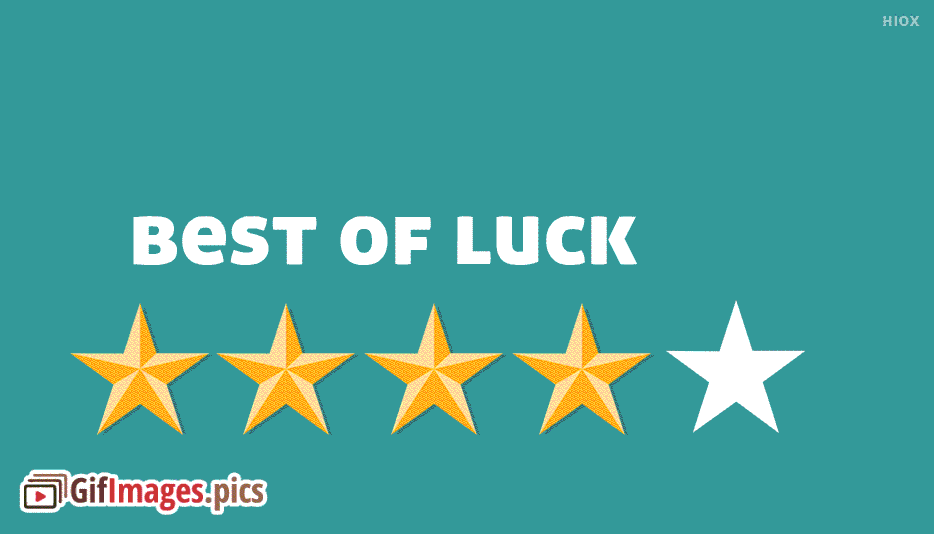 HIOX
BeST OF LUCK
GifImages.pics